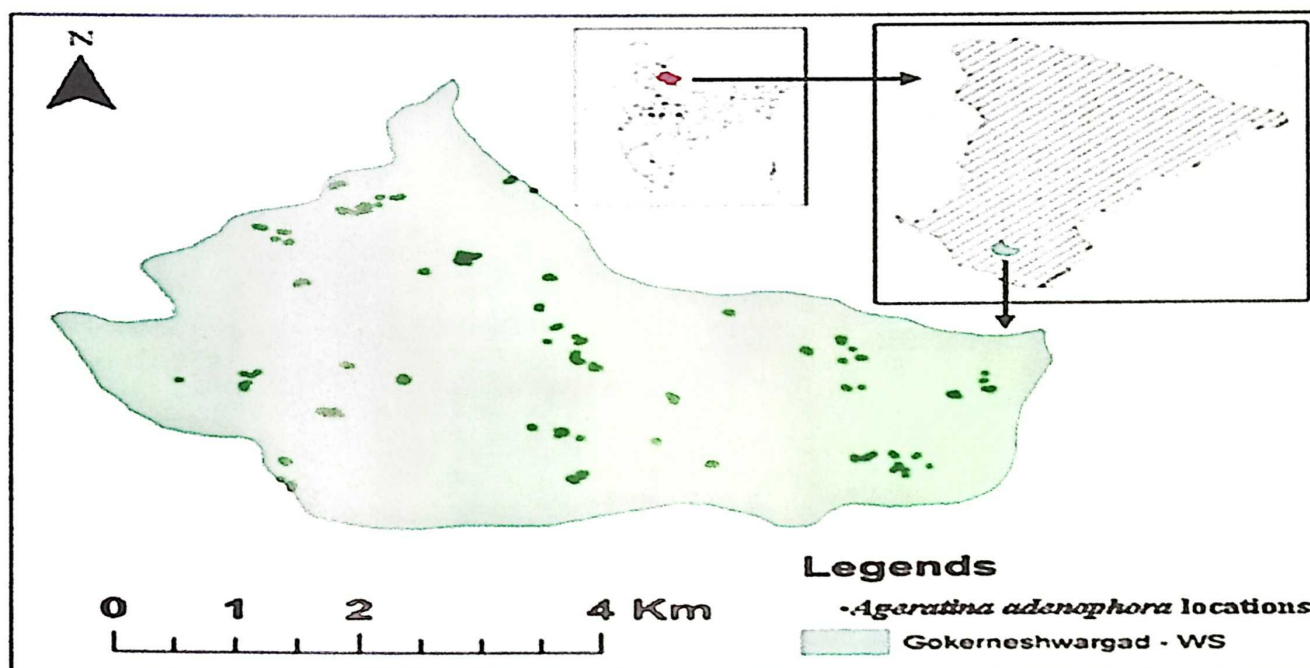 N
Legends
0 1 2 4 Km
•Ageratina adenophora locations
Gokerneshwargad - WS